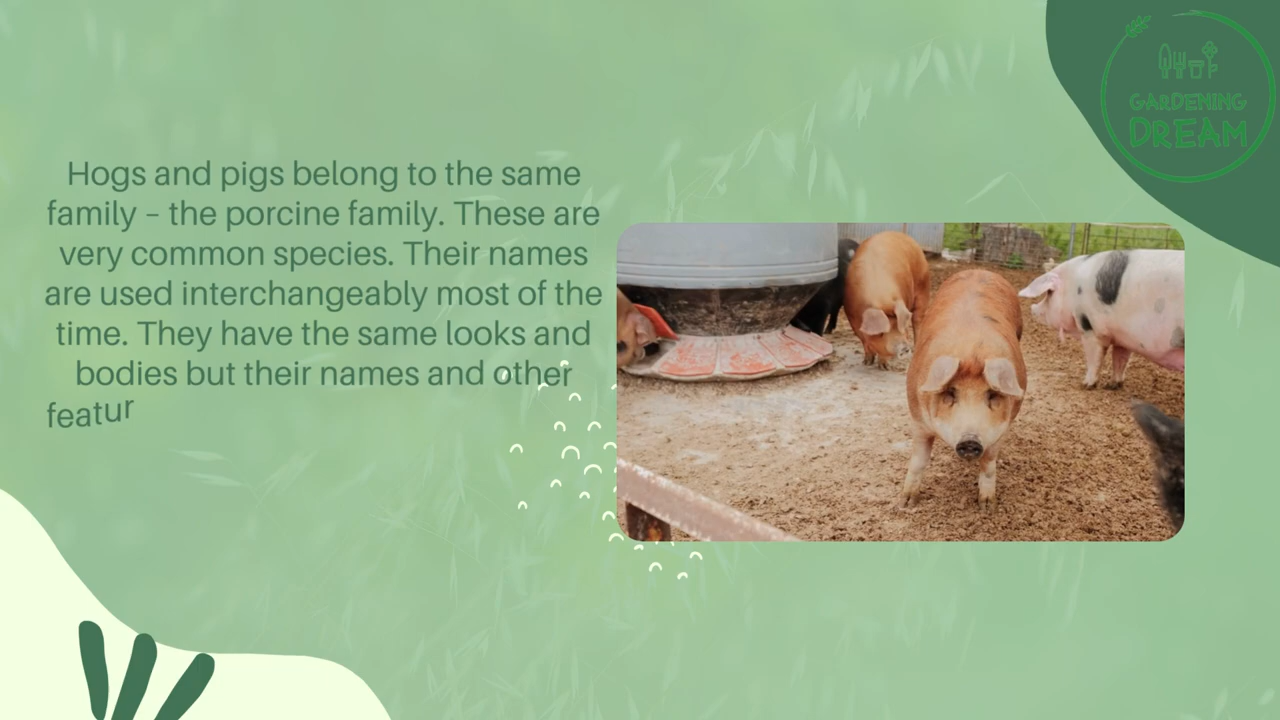 GARDENING
DREAM
Hogs and pigs belong to the same
family – the porcine family. These are
very common species. Their names
are used interchangeably most of the
time. They have the same looks and
bodies but their names and other
featur